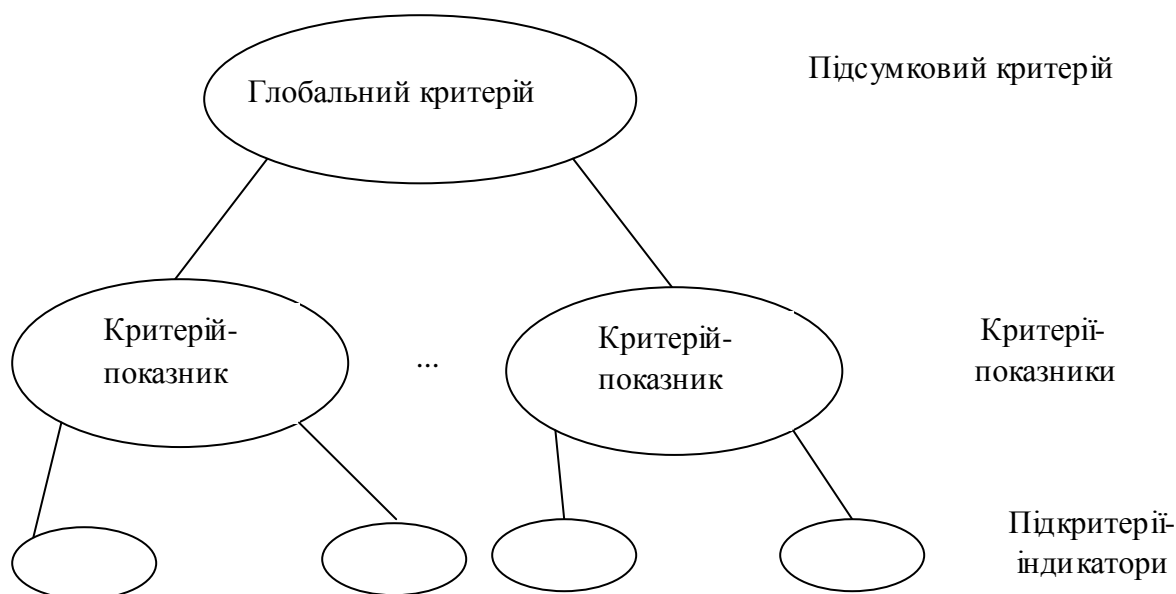 Глобальний критерій
Підсумковий критерій
Критерій-
показник
...
Критерій-
показник
Критерії-
показники
Підкритерії-
індикатори